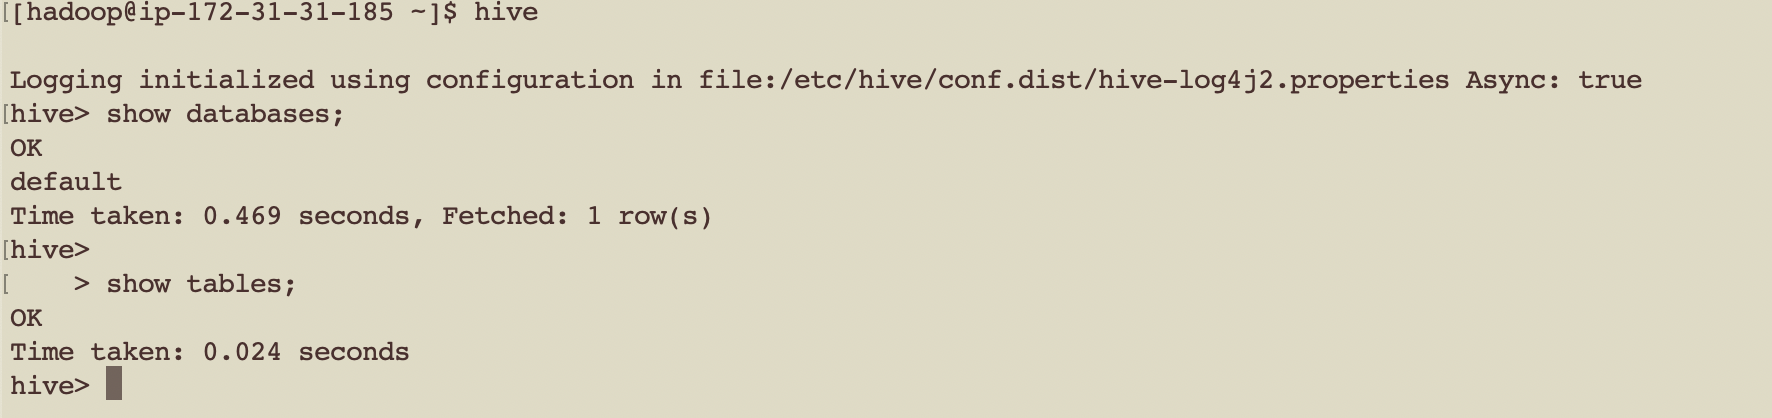 [[hadoop@ip-172-31-31-185 ~]$ hive
Logging initialized using configuration in file:/etc/hive/conf.dist/hive-log4j2.properties Async: true
[hive> show databases;
OK
default
Time taken: 0.469 seconds, Fetched: 1 row(s)
[hive>
[    > show tables;
OK
Time taken: 0.024 seconds
hive>